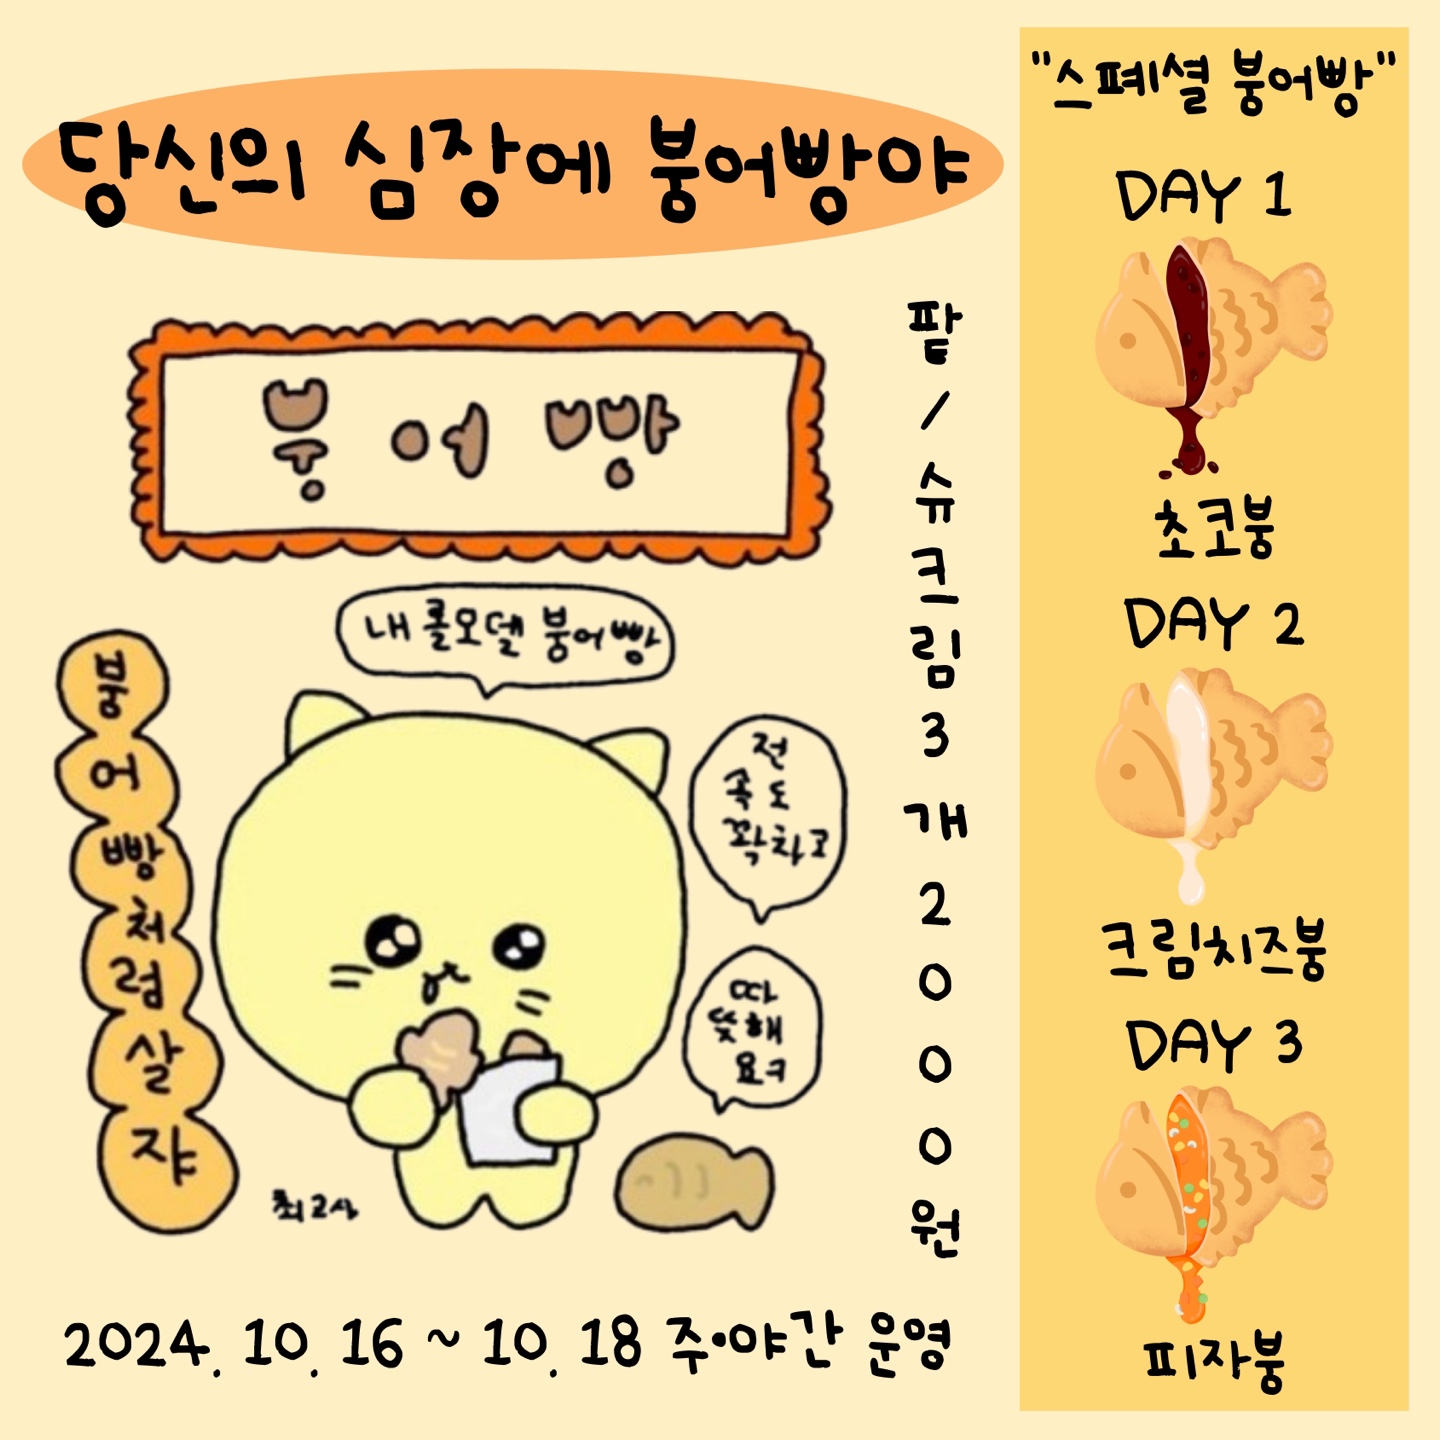 당신의 심장에 붕어빵야
붕어빵
내 롤모델 붕어빵
붕어빵처럼살쟈
전
속도
꽉차고
따
뜻해
요ㅋ
최고심
팥/슈크림3개2000원
2024. 10. 16 ~ 10. 18 주•야간 운영
"스페셜 붕어빵"
DAY 1
초코붕
DAY 2
크림치즈붕
DAY 3
피자붕